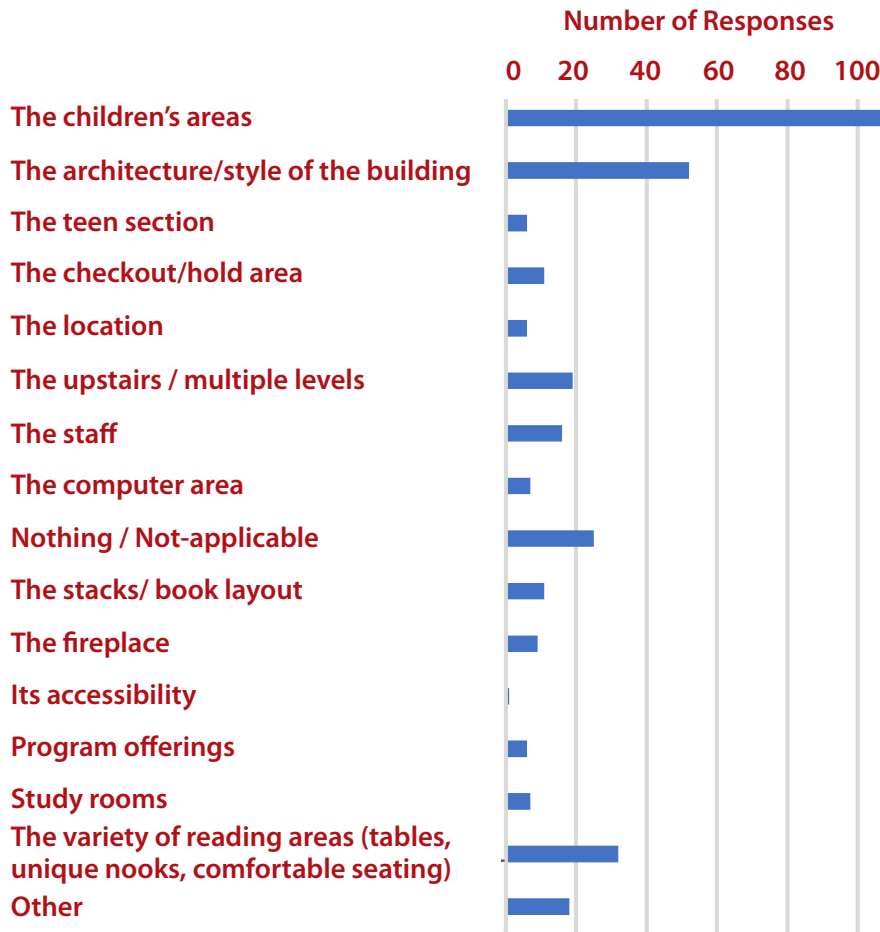 Number of Responses
0 20 40 60 80 100
The children’s areas
The architecture/style of the building
The teen section
The checkout/hold area
The location
The upstairs / multiple levels
The staff
The computer area
Nothing / Not-applicable
The stacks/ book layout
The fireplace
Its accessibility
Program offerings
Study rooms
The variety of reading areas (tables,
unique nooks, comfortable seating)
Other